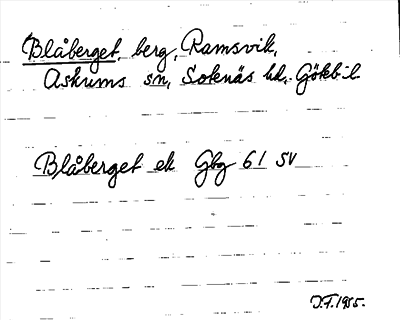 Blåberget, berg, Ramsvik,
Askums sn, Sotenäs hd, Göteb. l.
Blåberget ek Gbg 61 SV
J.F. 1955.